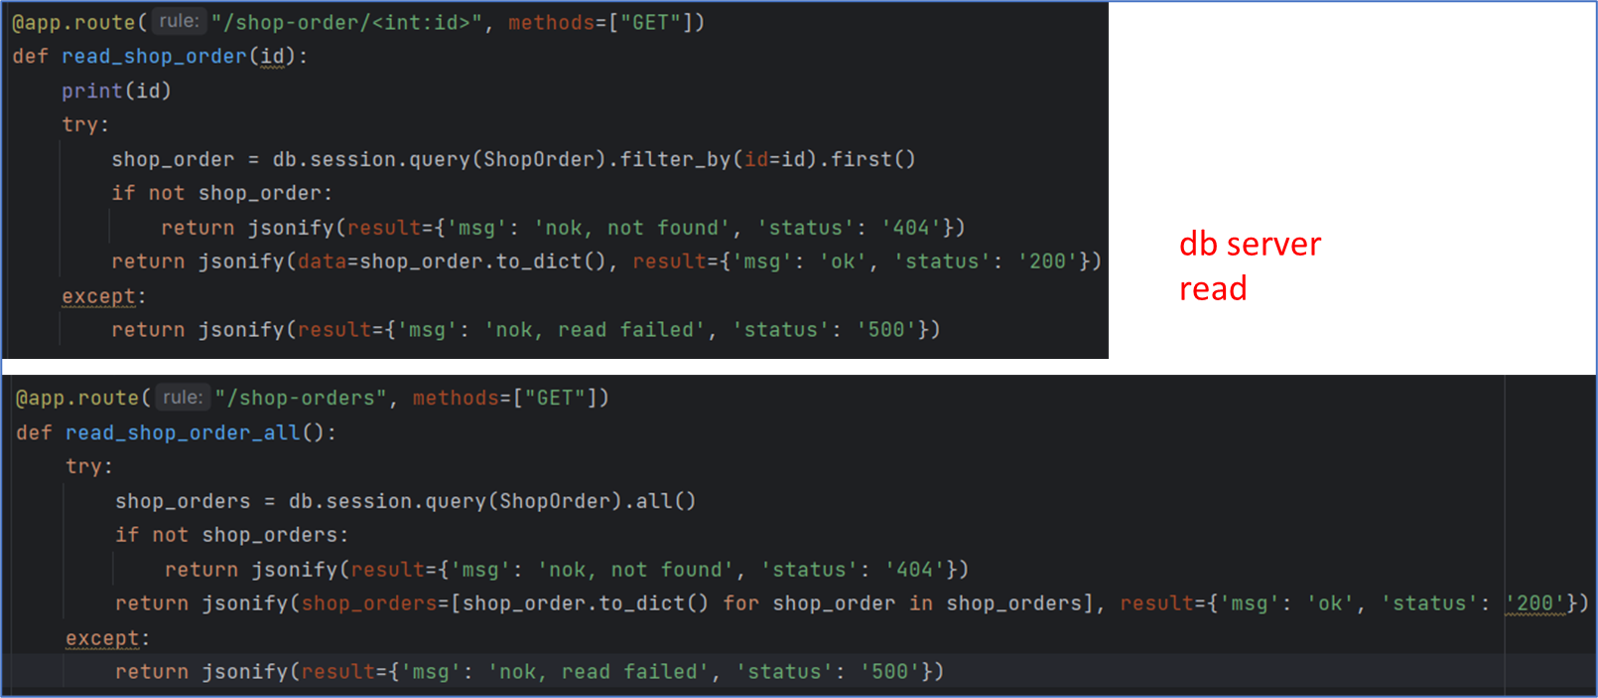 @app.route( rule: "/shop-order/<int:id>", methods=["GET"])
def read_shop_order(id):
    print(id)
    try:
        shop_order = db.session.query(ShopOrder).filter_by(id=id).first()
        if not shop_order:
            return jsonify(result={'msg': 'nok, not found', 'status': '404'})
        return jsonify(data=shop_order.to_dict(), result={'msg': 'ok', 'status': '200'})
    except:
        return jsonify(result={'msg': 'nok, read failed', 'status': '500'})
db server
read
@app.route( rule: "/shop-orders", methods=["GET"])
def read_shop_order_all():
    try:
        shop_orders = db.session.query(ShopOrder).all()
        if not shop_orders:
            return jsonify(result={'msg': 'nok, not found', 'status': '404'})
        return jsonify(shop_orders=[shop_order.to_dict() for shop_order in shop_orders], result={'msg': 'ok', 'status': '200'})
    except:
        return jsonify(result={'msg': 'nok, read failed', 'status': '500'})